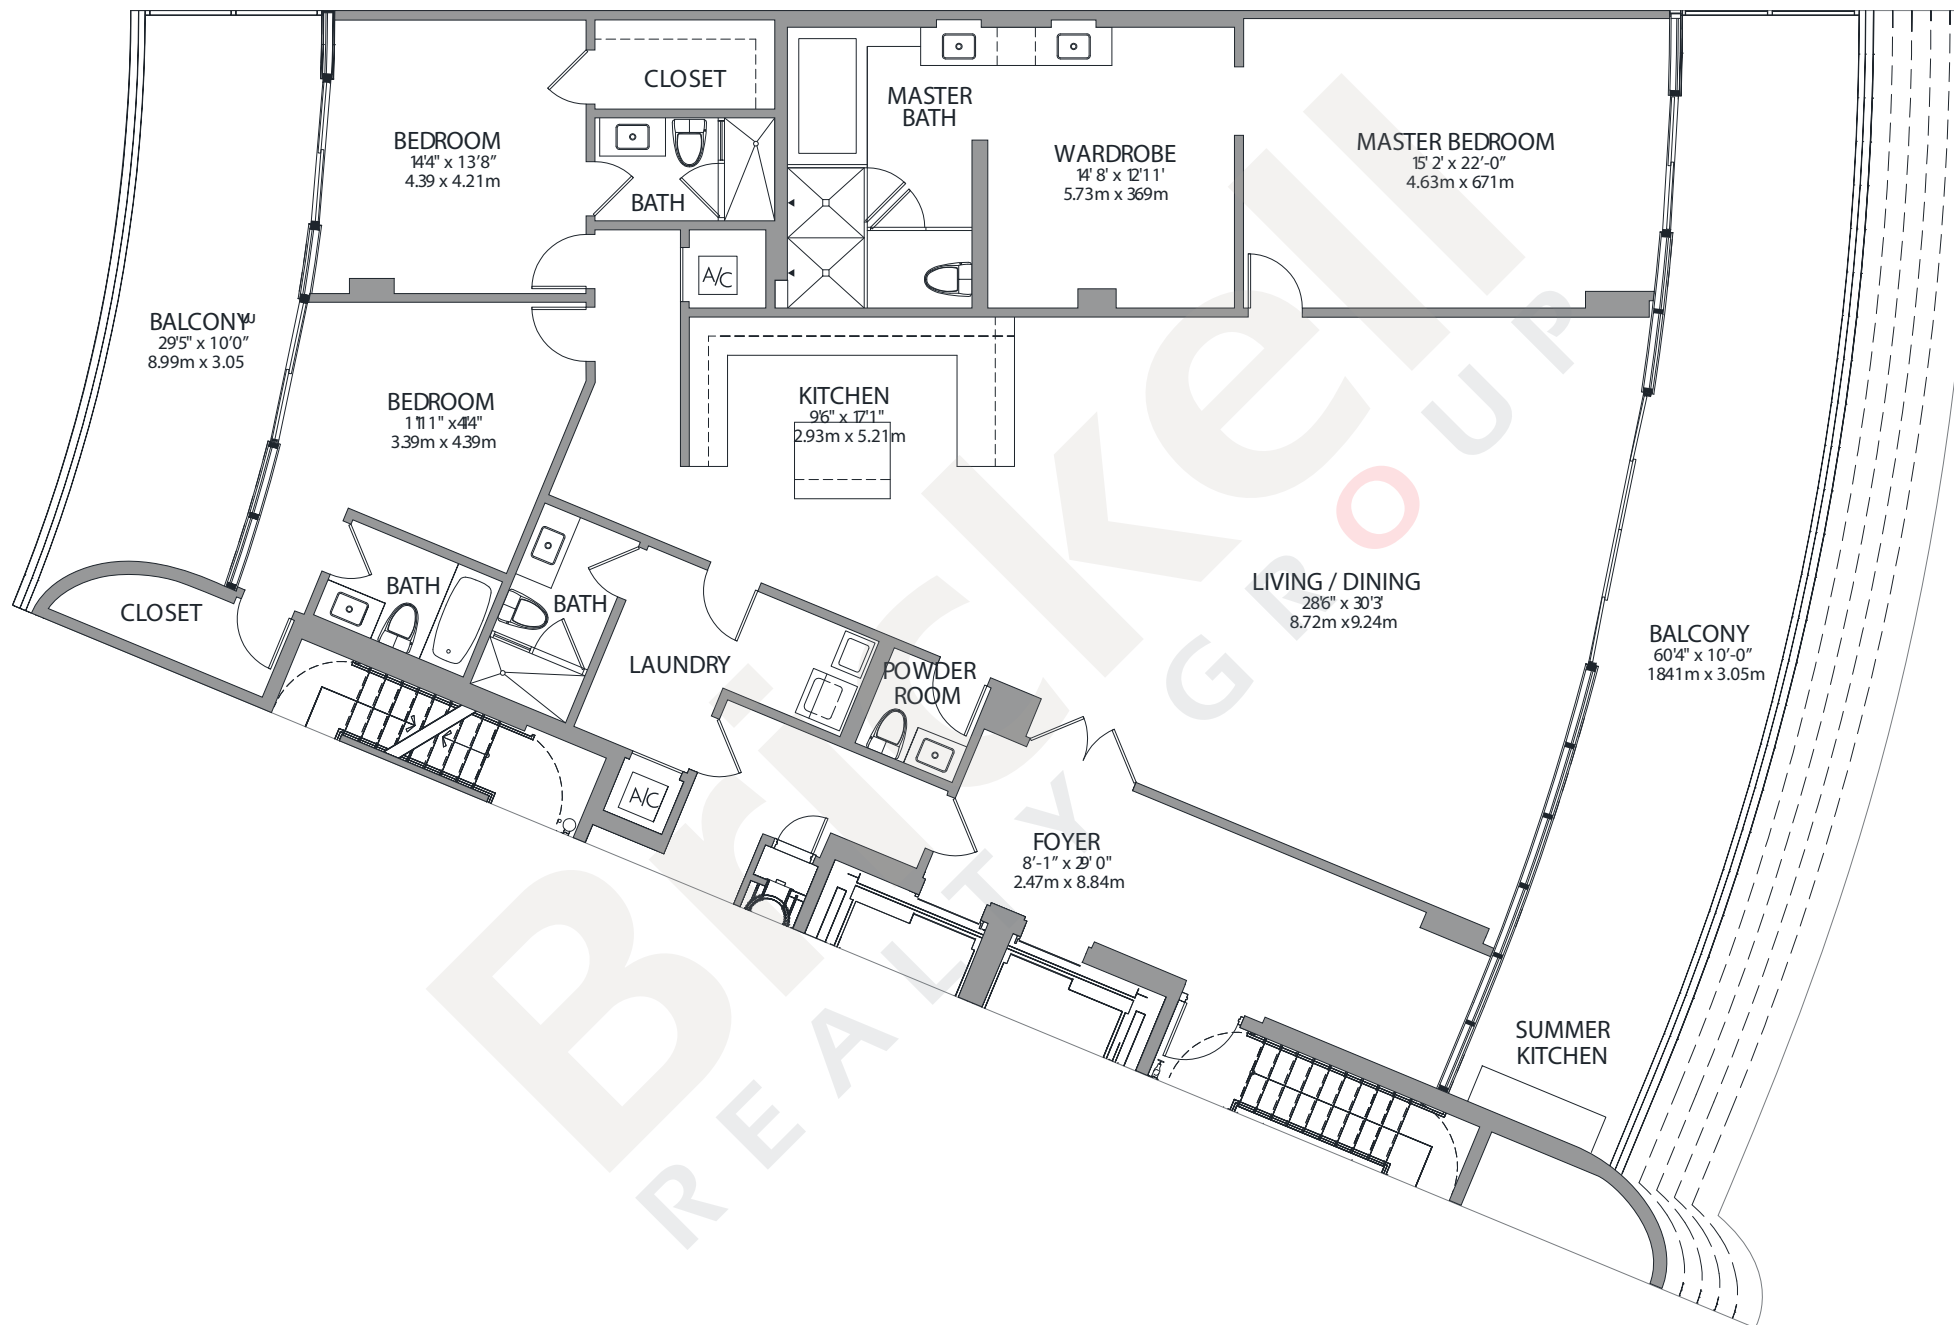 CLOSET
MASTER
BATH
BEDROOM
14'4" x 13'8"
4.39 x 4.21m
MASTER BEDROOM
15' 2' x 22'-0"
4.63m x 671m
WARDROBE
14' 8' x 12'11'
5.73m x 369m
BATH
A/C
BALCONY
29'5" x 10'0"
8.99m x 3.05
KITCHEN
9'6" x 17'1"
2.93m x 5.21m
BEDROOM
3.39m x 4.39m
LIVING / DINING
28'6" x 30'3'
8.72m x 9.24m
BATH
CLOSET
BATH
BALCONY
60'4" x 10'-0"
1841m x 3.05m
LAUNDRY
POWDER
ROOM
A/C
FOYER
2.47m x 8.84m
SUMMER
KITCHEN
Brickell
REALTY GROUP